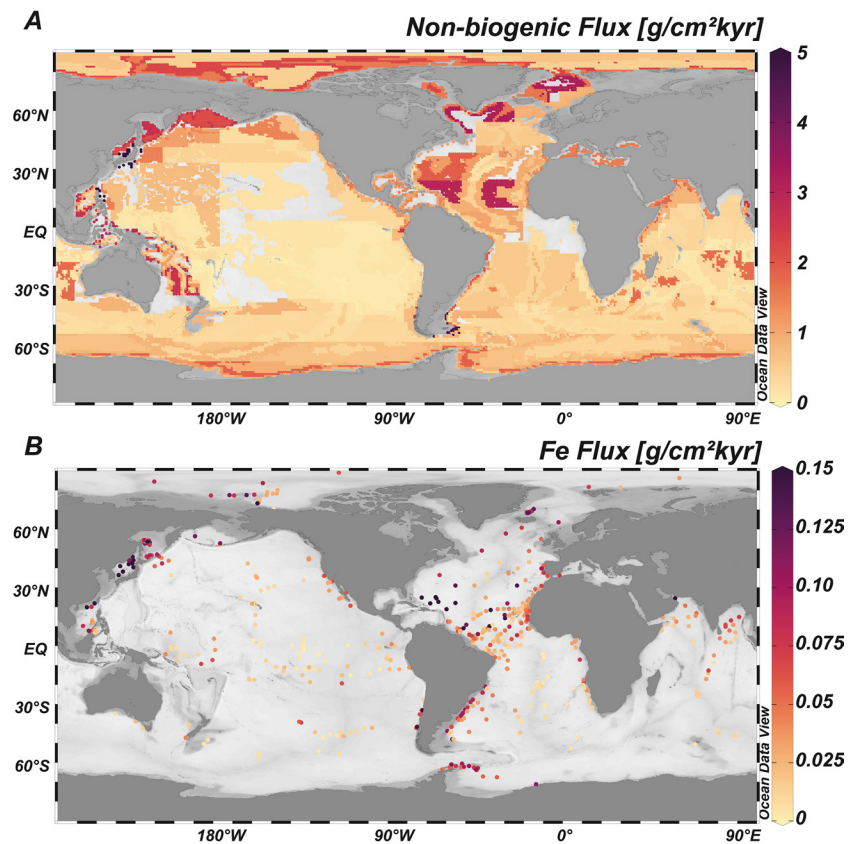 A
Non-biogenic Flux [g/cm²kyr]
60°N
30°N
EQ
30°S
60°S
180°W
90°W
0°
90°E
5
4
3
2
1
0
Ocean Data View
B
Fe Flux [g/cm²kyr]
60°N
30°N
EQ
30°S
60°S
180°W
90°W
0°
90°E
0.15
0.125
0.10
0.075
0.05
0.025
0
Ocean Data View